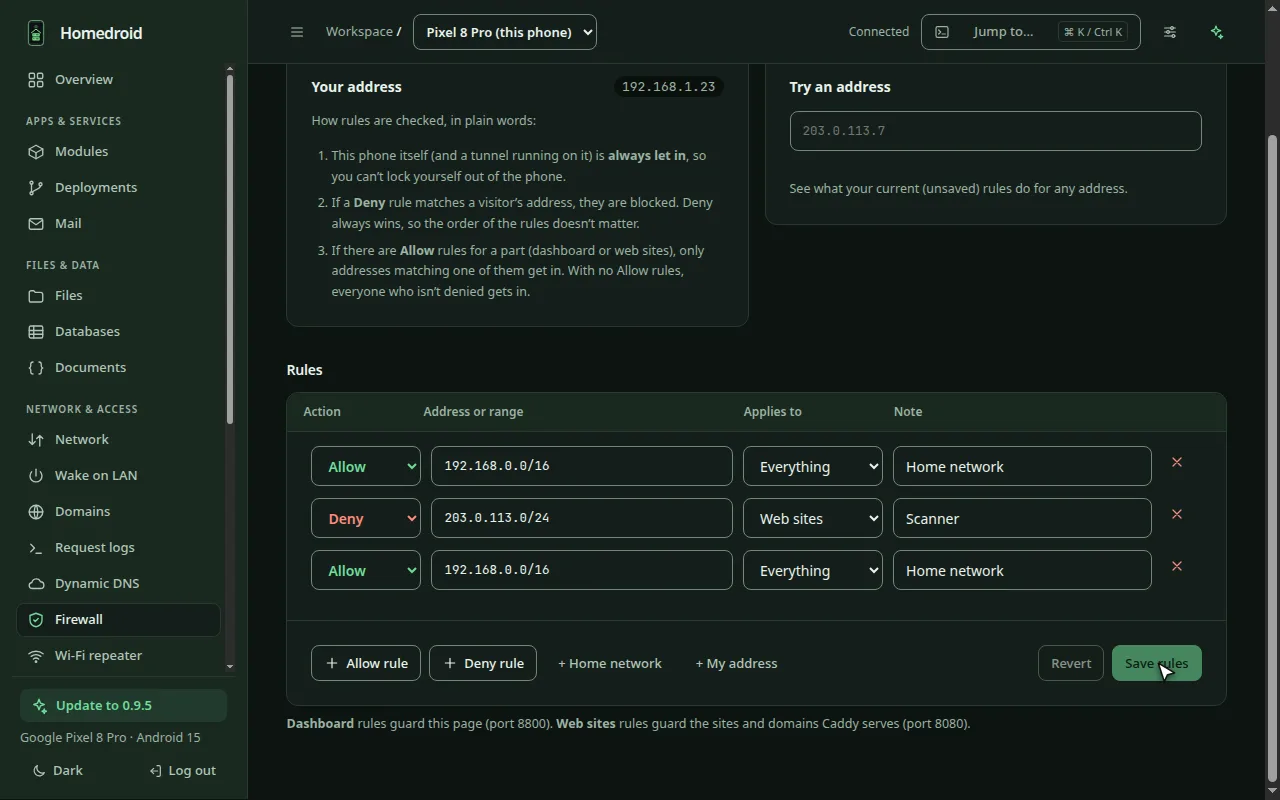 Homedroid
Workspace /
Pixel 8 Pro (this phone)
Connected
Jump to...
⌘ K / Ctrl K
Overview
APPS & SERVICES
Modules
Deployments
Mail
FILES & DATA
Files
Databases
Documents
NETWORK & ACCESS
Network
Wake on LAN
Domains
Request logs
Dynamic DNS
Firewall
Wi-Fi repeater
Update to 0.9.5
Google Pixel 8 Pro · Android 15
Dark
Log out
Your address
192.168.1.23
How rules are checked, in plain words:
1. This phone itself (and a tunnel running on it) is always let in, so
you can’t lock yourself out of the phone.
2. If a Deny rule matches a visitor’s address, they are blocked. Deny
always wins, so the order of the rules doesn’t matter.
3. If there are Allow rules for a part (dashboard or web sites), only
addresses matching one of them get in. With no Allow rules,
everyone who isn’t denied gets in.
Try an address
203.0.113.7
See what your current (unsaved) rules do for any address.
Rules
Action Address or range Applies to Note
Allow 192.168.0.0/16 Everything Home network
Deny 203.0.113.0/24 Web sites Scanner
Allow 192.168.0.0/16 Everything Home network
+ Allow rule + Deny rule + Home network + My address Revert Save rules
Dashboard rules guard this page (port 8800). Web sites rules guard the sites and domains Caddy serves (port 8080).